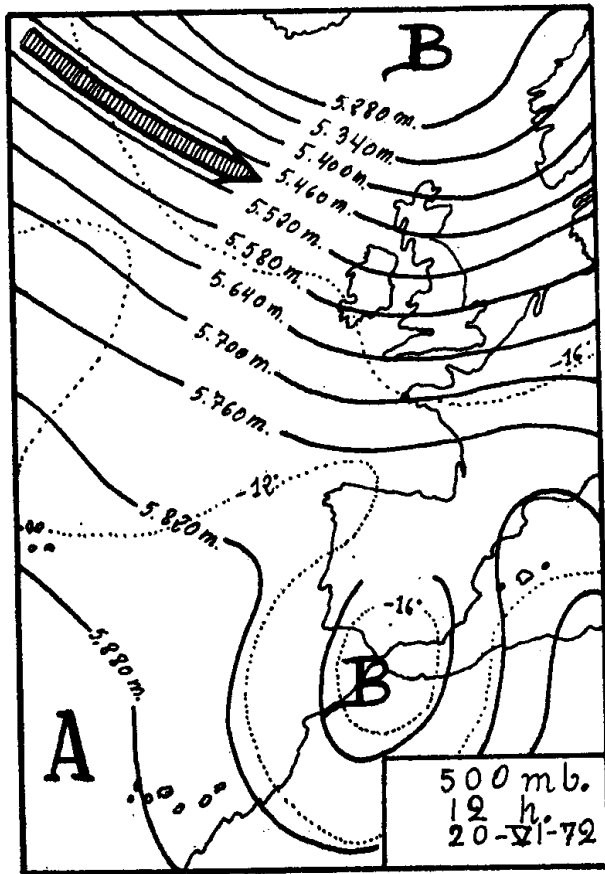 B
5.280 m.
5.340 m.
5.400 m.
5.460 m.
5.520 m.
5.580 m.
5.640 m.
5.700 m.
5.760 m.
-16°
-12°
5.820 m.
-16°
5.880 m.
B
A
500 mb.
12 h.
20-VI-72